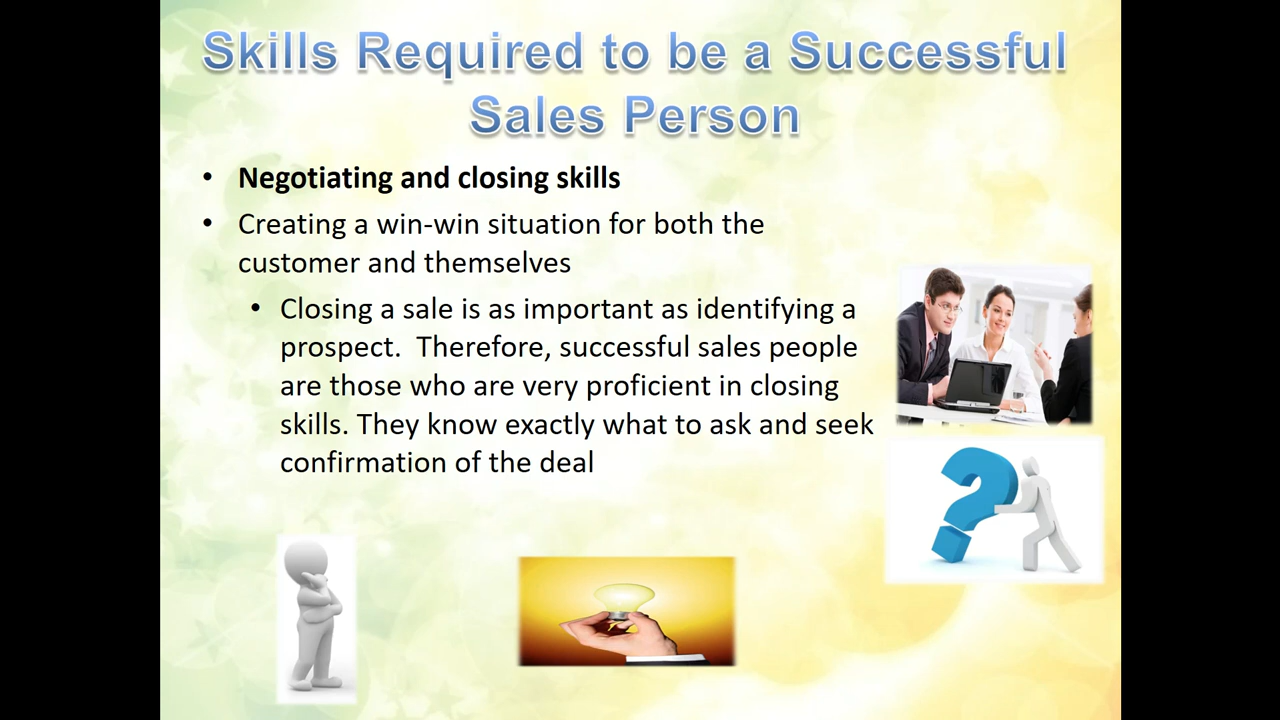 Skills Required to be a Successful
Sales Person
• Negotiating and closing skills
• Creating a win-win situation for both the
customer and themselves
• Closing a sale is as important as identifying a
prospect.  Therefore, successful sales people
are those who are very proficient in closing
skills. They know exactly what to ask and seek
confirmation of the deal